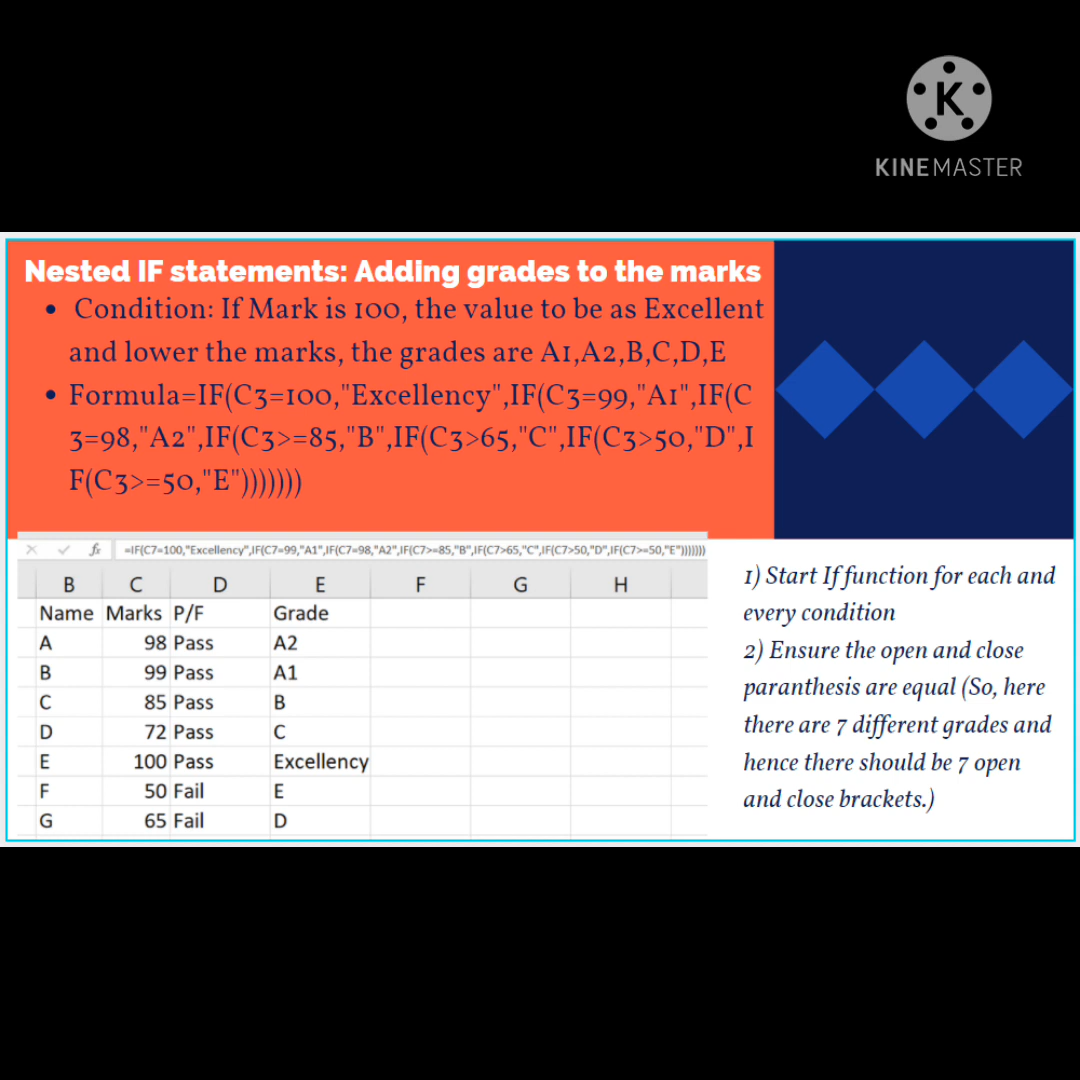 KINEMASTER
Nested IF statements: Adding grades to the marks
• Condition: If Mark is 100, the value to be as Excellent
and lower the marks, the grades are A1,A2,B,C,D,E
• Formula=IF(C3=100,"Excellency",IF(C3=99,"A1",IF(C
3=98,"A2",IF(C3>=85,"B",IF(C3>65,"C",IF(C3>50,"D",I
F(C3>=50,"E")))))))
=IF(C7=100,"Excellency",IF(C7=99,"A1",IF(C7=98,"A2",IF(C7>=85,"B",IF(C7>65,"C",IF(C7>50,"D",IF(C7>=50,"E")))))))
B C D E F G H
Name Marks P/F Grade
A 98 Pass A2
B 99 Pass A1
C 85 Pass B
D 72 Pass C
E 100 Pass Excellency
F 50 Fail E
G 65 Fail D
1) Start If function for each and
every condition
2) Ensure the open and close
paranthesis are equal (So, here
there are 7 different grades and
hence there should be 7 open
and close brackets.)